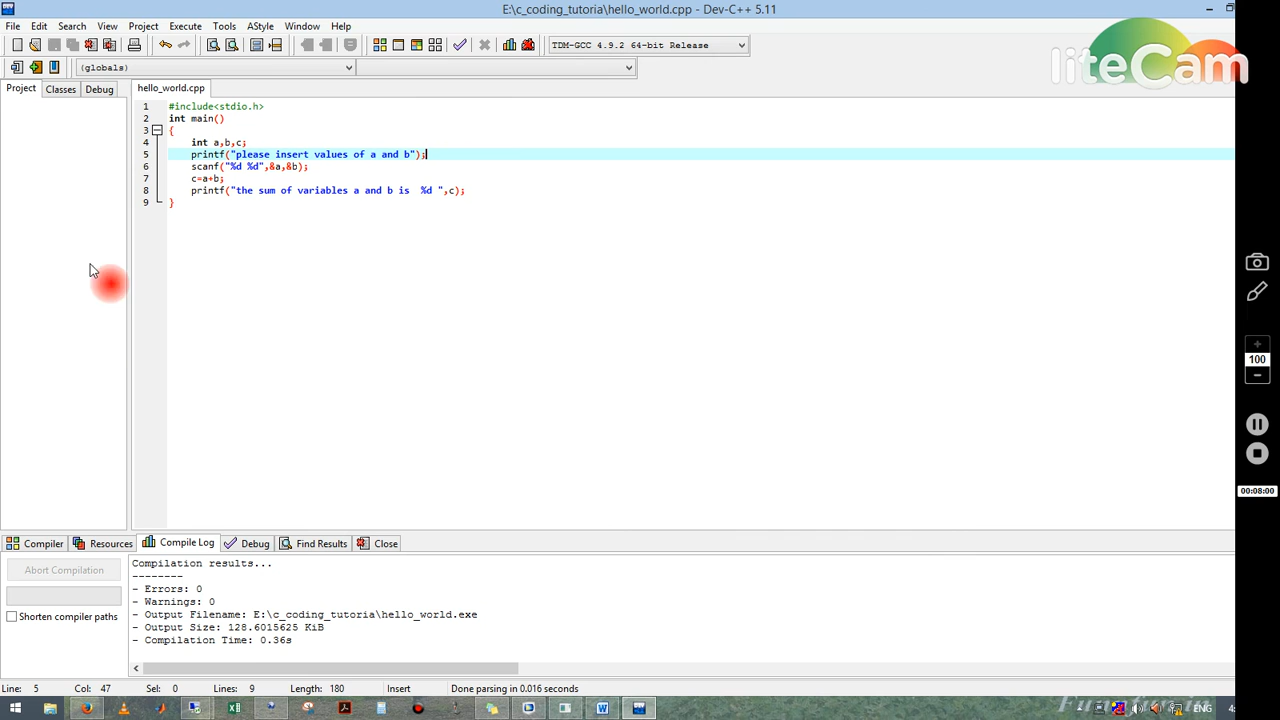 E:\c_coding_tutoria\hello_world.cpp - Dev-C++ 5.11
File Edit Search View Project Execute Tools AStyle Window Help
TDM-GCC 4.9.2 64-bit Release
liteCam
(globals)
Project Classes Debug
hello_world.cpp
1 #include<stdio.h>
2 int main()
3 {
4 int a,b,c;
5 printf("please insert values of a and b");
6 scanf("%d %d",&a,&b);
7 c=a+b;
8 printf("the sum of variables a and b is  %d ",c);
9 }
100
00:08:00
Compiler Resources Compile Log Debug Find Results Close
Abort Compilation
Shorten compiler paths
Compilation results...
--------
- Errors: 0
- Warnings: 0
- Output Filename: E:\c_coding_tutoria\hello_world.exe
- Output Size: 128.6015625 KiB
- Compilation Time: 0.36s
Line: 5 Col: 47 Sel: 0 Lines: 9 Length: 180 Insert Done parsing in 0.016 seconds
ENG